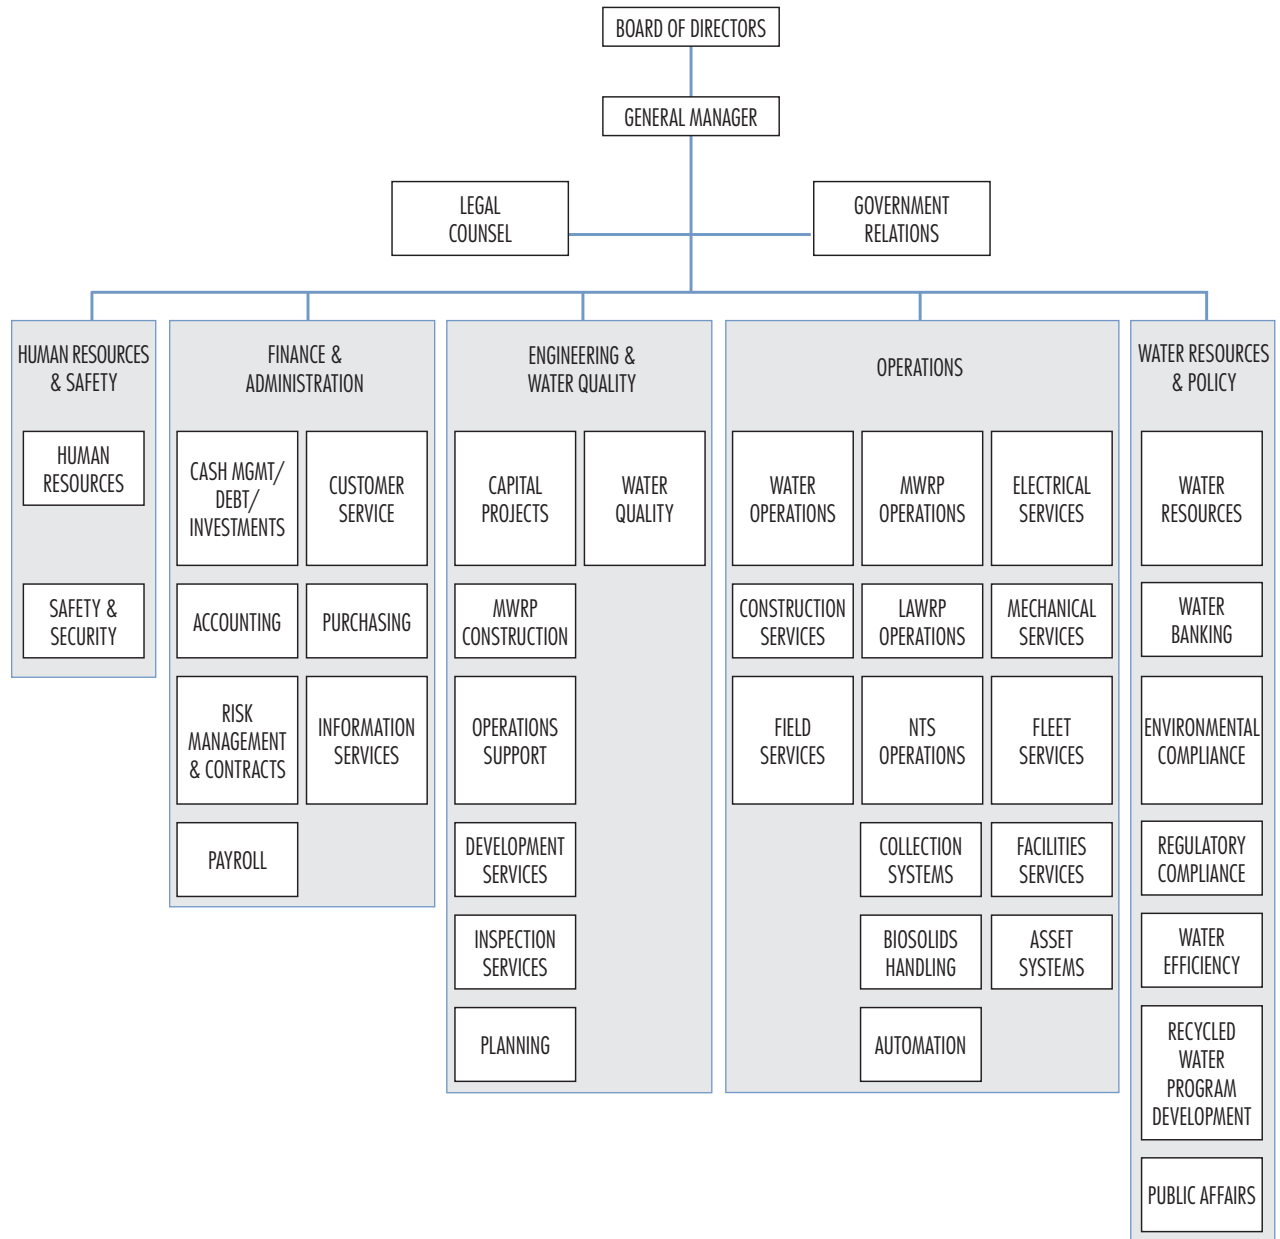 BOARD OF DIRECTORS
GENERAL MANAGER
LEGAL
COUNSEL
GOVERNMENT
RELATIONS
HUMAN RESOURCES
& SAFETY
HUMAN
RESOURCES
SAFETY &
SECURITY
FINANCE &
ADMINISTRATION
CASH MGMT/
DEBT/
INVESTMENTS
CUSTOMER
SERVICE
ACCOUNTING
PURCHASING
RISK
MANAGEMENT
& CONTRACTS
INFORMATION
SERVICES
PAYROLL
ENGINEERING &
WATER QUALITY
CAPITAL
PROJECTS
WATER
QUALITY
MWRP
CONSTRUCTION
OPERATIONS
SUPPORT
DEVELOPMENT
SERVICES
INSPECTION
SERVICES
PLANNING
OPERATIONS
WATER
OPERATIONS
MWRP
OPERATIONS
ELECTRICAL
SERVICES
CONSTRUCTION
SERVICES
LAWRP
OPERATIONS
MECHANICAL
SERVICES
FIELD
SERVICES
NTS
OPERATIONS
FLEET
SERVICES
COLLECTION
SYSTEMS
FACILITIES
SERVICES
BIOSOLIDS
HANDLING
ASSET
SYSTEMS
AUTOMATION
WATER RESOURCES
& POLICY
WATER
RESOURCES
WATER
BANKING
ENVIRONMENTAL
COMPLIANCE
REGULATORY
COMPLIANCE
WATER
EFFICIENCY
RECYCLED
WATER
PROGRAM
DEVELOPMENT
PUBLIC AFFAIRS